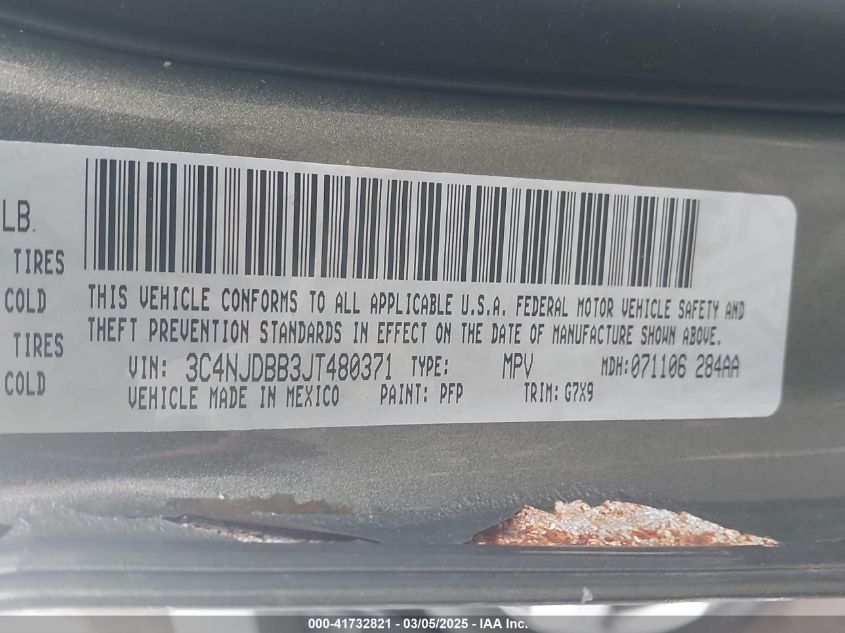 LB.
TIRES
COLD
TIRES
COLD
THIS VEHICLE CONFORMS TO ALL APPLICABLE U.S.A. FEDERAL MOTOR VEHICLE SAFETY AND
THEFT PREVENTION STANDARDS IN EFFECT ON THE DATE OF MANUFACTURE SHOWN ABOVE.
VIN: 3C4NJDBB3JT480371 TYPE: MPV MDH:071106 284AA
VEHICLE MADE IN MEXICO PAINT: PFP TRIM: G7X9
000-41732821 - 03/05/2025 - IAA Inc.